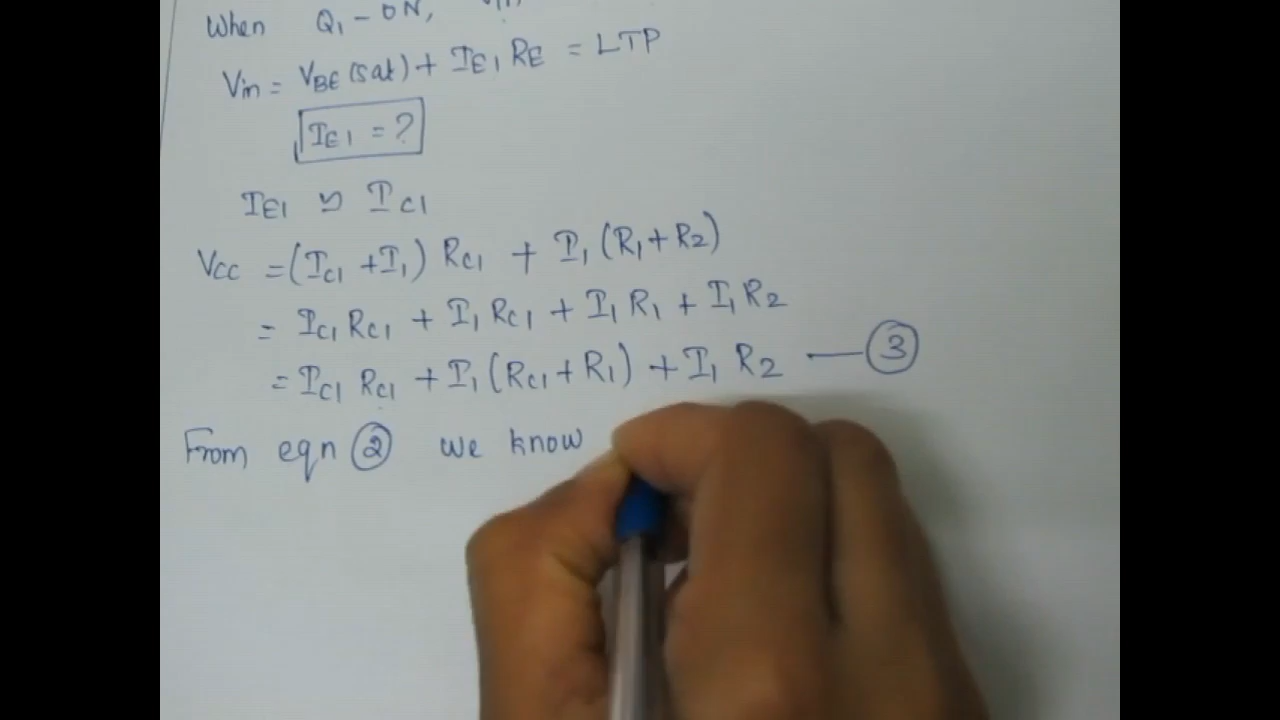 When Q1 - ON,
Vin = VBE(sat) + IE1 RE = LTP
IE1 = ?
IE1 ≃ IC1
VCC = (IC1 + I1) RC1 + I1 (R1 + R2)
= IC1 RC1 + I1 RC1 + I1 R1 + I1 R2
= IC1 RC1 + I1 (RC1 + R1) + I1 R2 — 3
From eqn 2 we know